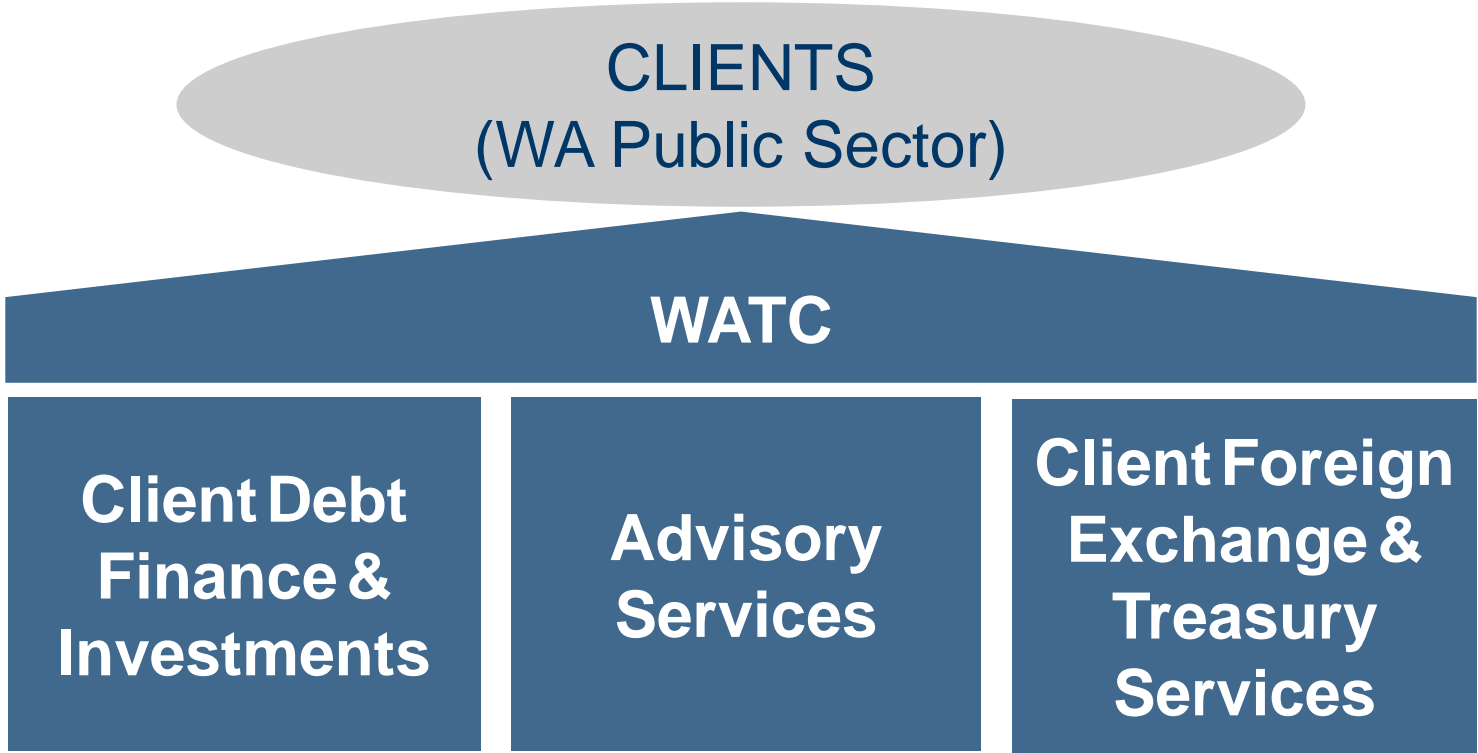 CLIENTS
(WA Public Sector)
WATC
Client Debt
Finance &
Investments
Advisory
Services
Client Foreign
Exchange &
Treasury
Services